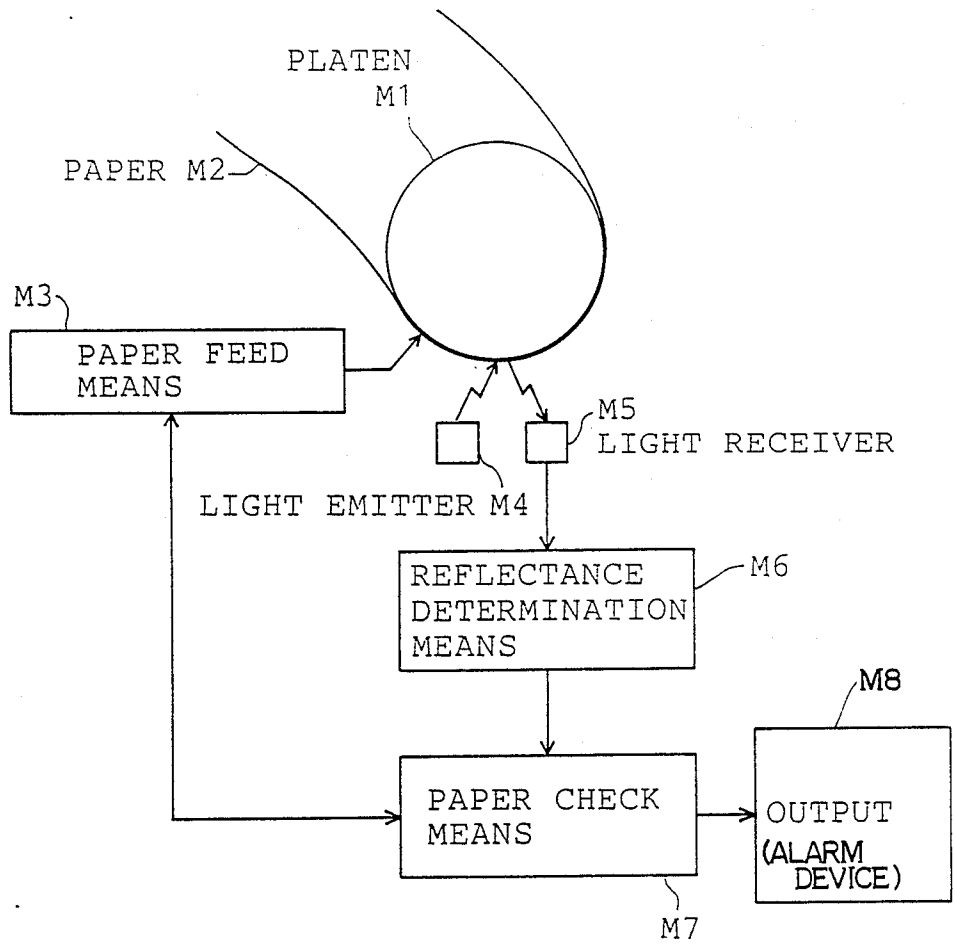 PLATEN
M1
PAPER M2
M3
PAPER FEED
MEANS
M5
LIGHT RECEIVER
LIGHT EMITTER M4
REFLECTANCE
DETERMINATION
MEANS
M6
M8
PAPER CHECK
MEANS
OUTPUT
(ALARM
DEVICE)
M7